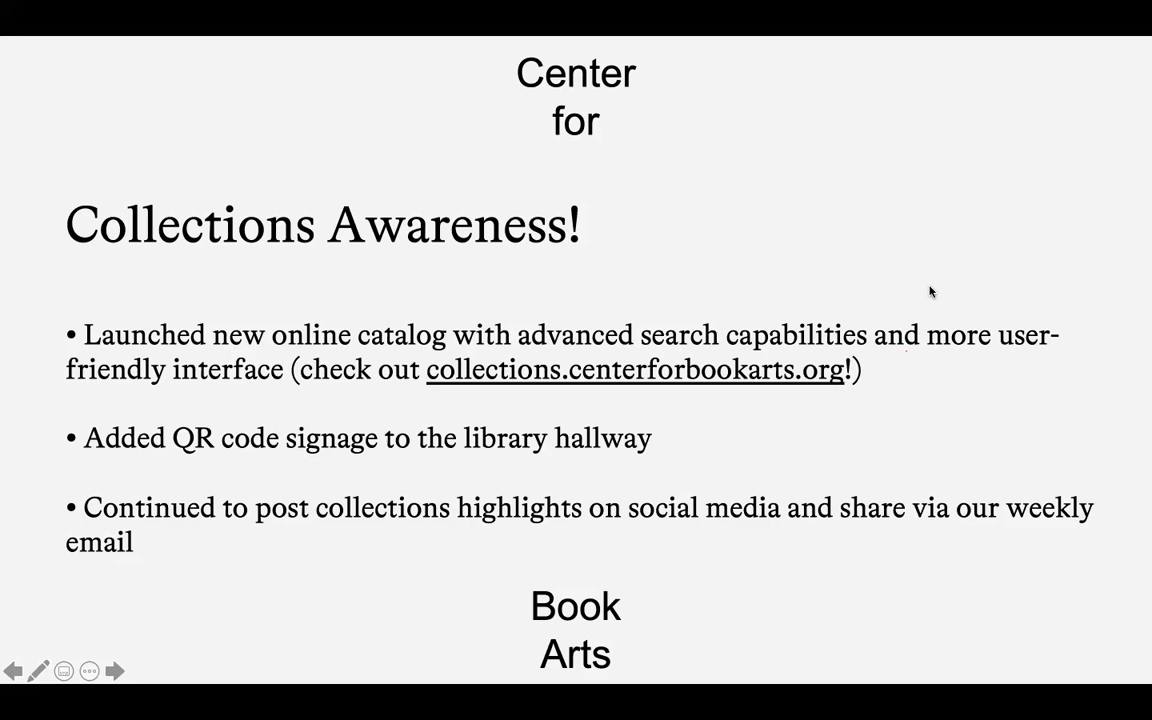 Center
for
Collections Awareness!
• Launched new online catalog with advanced search capabilities and more user-
friendly interface (check out collections.centerforbookarts.org!)
• Added QR code signage to the library hallway
• Continued to post collections highlights on social media and share via our weekly
email
Book
Arts